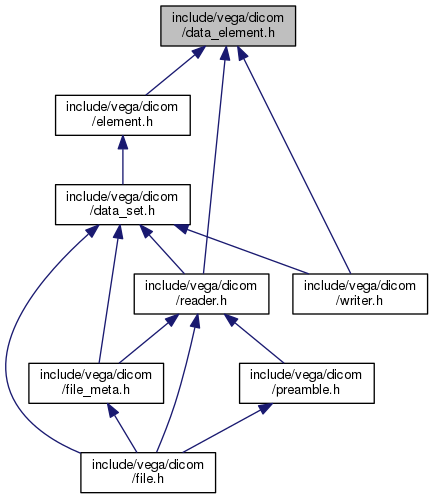 include/vega/dicom
/data_element.h
include/vega/dicom
/element.h
include/vega/dicom
/data_set.h
include/vega/dicom
/reader.h
include/vega/dicom
/writer.h
include/vega/dicom
/file_meta.h
include/vega/dicom
/preamble.h
include/vega/dicom
/file.h